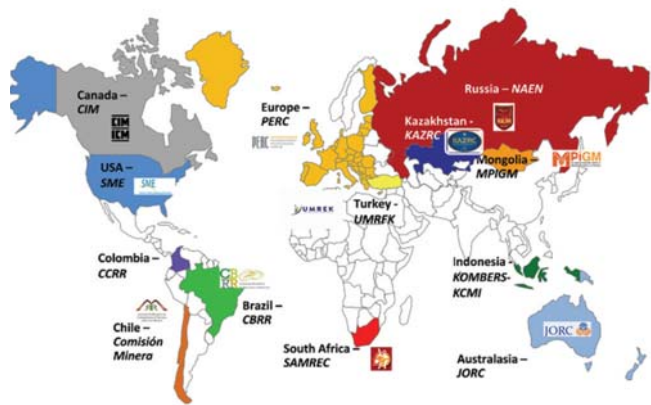 Canada –
CIM
CIM
ICM
USA –
SME
SME
Colombia –
CCRR
CBRR
Brazil –
CBRR
Chile –
Comisión
Minera
Europe –
PERC
PERC
Russia – NAEN
Kazakhstan -
KAZRC
KAZRC
Mongolia –
MPIGM
MPIGM
Turkey -
UMREK
UMREK
Indonesia -
KOMBERS-
KCMI
South Africa –
SAMREC
Australasia –
JORC
JORC